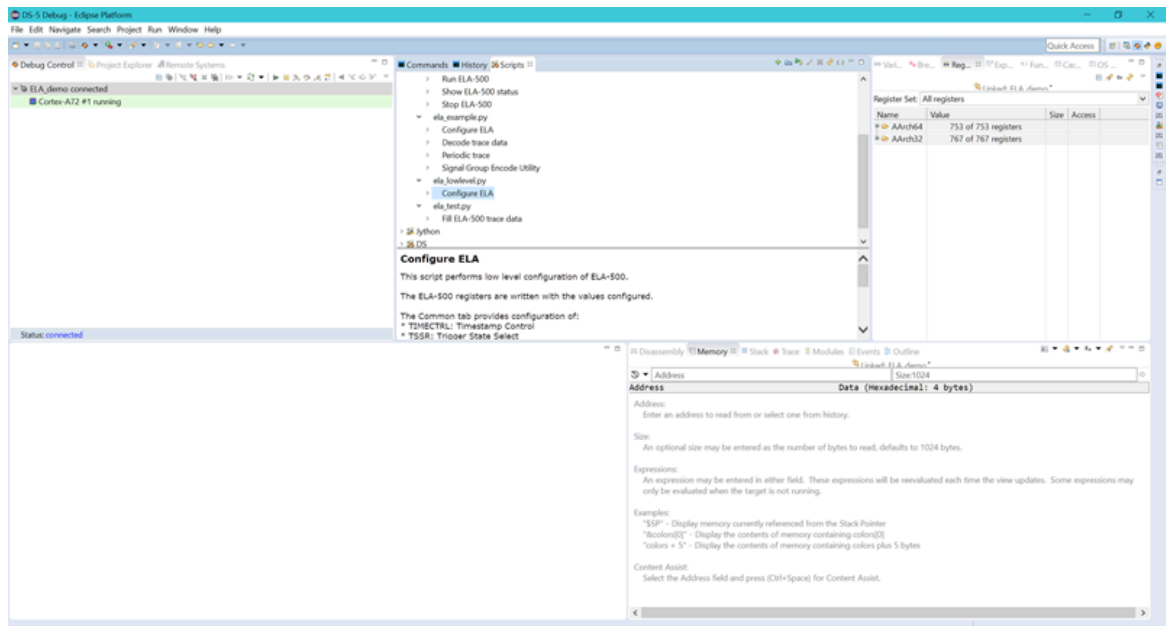 DS-5 Debug - Eclipse Platform
File Edit Navigate Search Project Run Window Help
Quick Access
Debug Control Project Explorer Remote Systems
ELA_demo connected
Cortex-A72 #1 running
Status: connected
Commands History Scripts
Run ELA-500
Show ELA-500 status
Stop ELA-500
ela_example.py
Configure ELA
Decode trace data
Periodic trace
Signal Group Encode Utility
ela_lowlevel.py
Configure ELA
ela_test.py
Fill ELA-500 trace data
Jython
DS
Configure ELA
This script performs low level configuration of ELA-500.
The ELA-500 registers are written with the values configured.
The Common tab provides configuration of:
* TIMECTRL: Timestamp Control
* TSSR: Trigger State Select
Vari... Bre... Reg... Exp... Fun... Cac... OS ...
Linked: ELA_demo
Register Set: All registers
Name Value Size Access
AArch64 753 of 753 registers
AArch32 767 of 767 registers
Disassembly Memory Stack Trace Modules Events Outline
Linked: ELA_demo
Address Size:1024
Address Data (Hexadecimal: 4 bytes)
Address:
Enter an address to read from or select one from history.
Size:
An optional size may be entered as the number of bytes to read, defaults to 1024 bytes.
Expressions:
An expression may be entered in either field. These expressions will be reevaluated each time the view updates. Some expressions may
only be evaluated when the target is not running.
Examples:
"$SP" - Display memory currently referenced from the Stack Pointer
"&colors[0]" - Display the contents of memory containing colors[0]
"colors + 5" - Display the contents of memory containing colors plus 5 bytes
Content Assist:
Select the Address field and press (Ctrl+Space) for Content Assist.